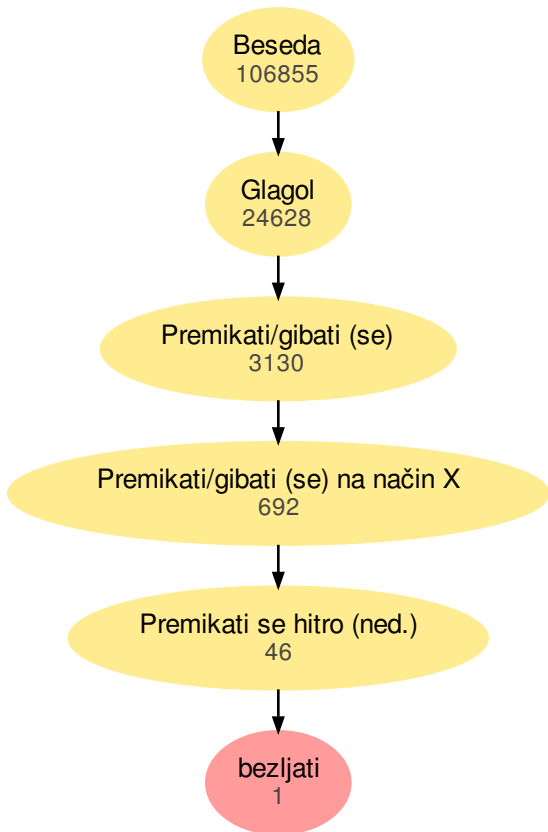 Beseda
106855
Glagol
24628
Premikati/gibati (se)
3130
Premikati/gibati (se) na način X
692
Premikati se hitro (ned.)
46
bezljati
1